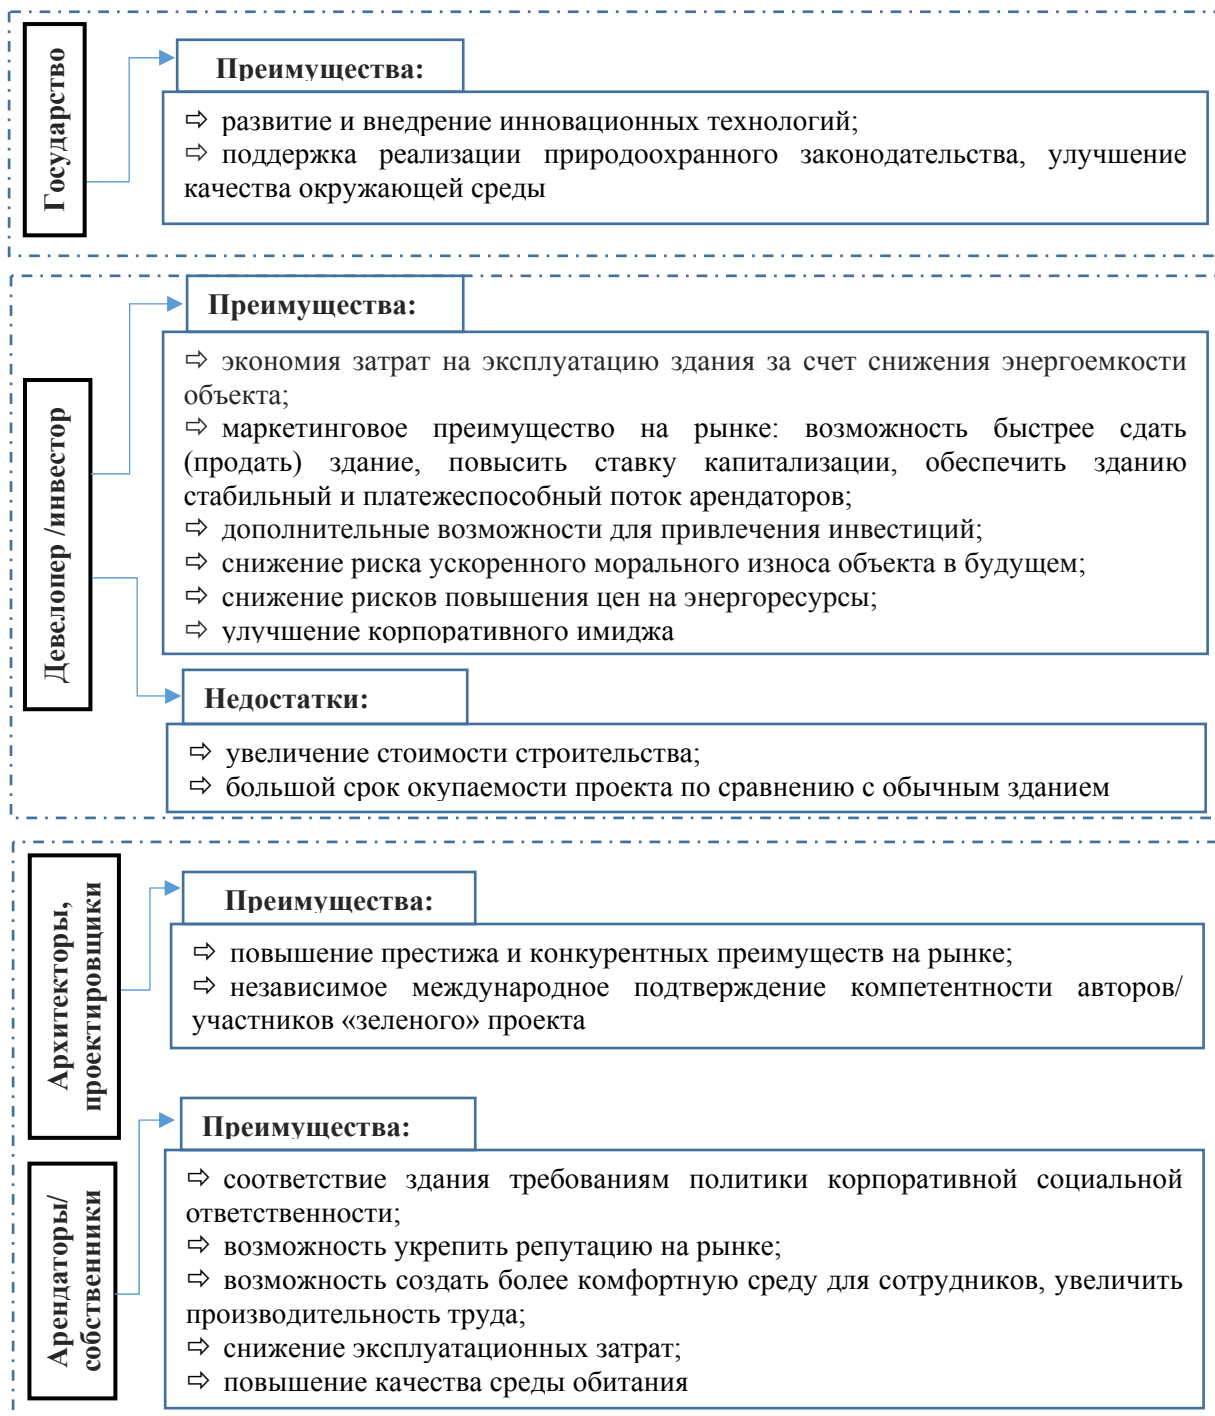 Государство
Преимущества:
⇨ развитие и внедрение инновационных технологий;
⇨ поддержка реализации природоохранного законодательства, улучшение
качества окружающей среды
Девелопер /инвестор
Преимущества:
⇨ экономия затрат на эксплуатацию здания за счет снижения энергоемкости
объекта;
⇨ маркетинговое преимущество на рынке: возможность быстрее сдать
(продать) здание, повысить ставку капитализации, обеспечить зданию
стабильный и платежеспособный поток арендаторов;
⇨ дополнительные возможности для привлечения инвестиций;
⇨ снижение риска ускоренного морального износа объекта в будущем;
⇨ снижение рисков повышения цен на энергоресурсы;
⇨ улучшение корпоративного имиджа
Недостатки:
⇨ увеличение стоимости строительства;
⇨ большой срок окупаемости проекта по сравнению с обычным зданием
Архитекторы,
проектировщики
Преимущества:
⇨ повышение престижа и конкурентных преимуществ на рынке;
⇨ независимое международное подтверждение компетентности авторов/
участников «зеленого» проекта
Арендаторы/
собственники
Преимущества:
⇨ соответствие здания требованиям политики корпоративной социальной
ответственности;
⇨ возможность укрепить репутацию на рынке;
⇨ возможность создать более комфортную среду для сотрудников, увеличить
производительность труда;
⇨ снижение эксплуатационных затрат;
⇨ повышение качества среды обитания